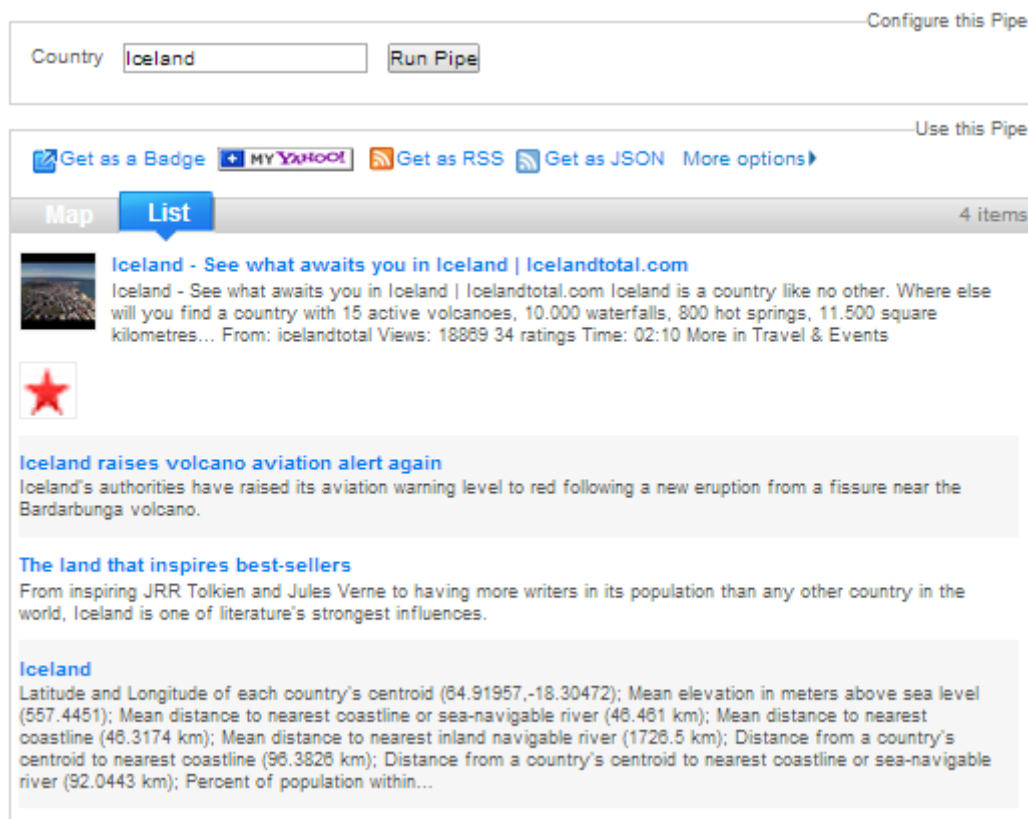 Configure this Pipe
Country Iceland Run Pipe
Use this Pipe
Get as a Badge + MY YAHOO! Get as RSS Get as JSON More options
Map List 4 items
Iceland - See what awaits you in Iceland | Icelandtotal.com
Iceland - See what awaits you in Iceland | Icelandtotal.com Iceland is a country like no other. Where else
will you find a country with 15 active volcanoes, 10.000 waterfalls, 800 hot springs, 11.500 square
kilometres... From: icelandtotal Views: 18869 34 ratings Time: 02:10 More in Travel & Events
Iceland raises volcano aviation alert again
Iceland's authorities have raised its aviation warning level to red following a new eruption from a fissure near the
Bardarbunga volcano.
The land that inspires best-sellers
From inspiring JRR Tolkien and Jules Verne to having more writers in its population than any other country in the
world, Iceland is one of literature's strongest influences.
Iceland
Latitude and Longitude of each country's centroid (64.91957,-18.30472); Mean elevation in meters above sea level
(557.4451); Mean distance to nearest coastline or sea-navigable river (46.461 km); Mean distance to nearest
coastline (46.3174 km); Mean distance to nearest inland navigable river (1726.5 km); Distance from a country's
centroid to nearest coastline (96.3826 km); Distance from a country's centroid to nearest coastline or sea-navigable
river (92.0443 km); Percent of population within...